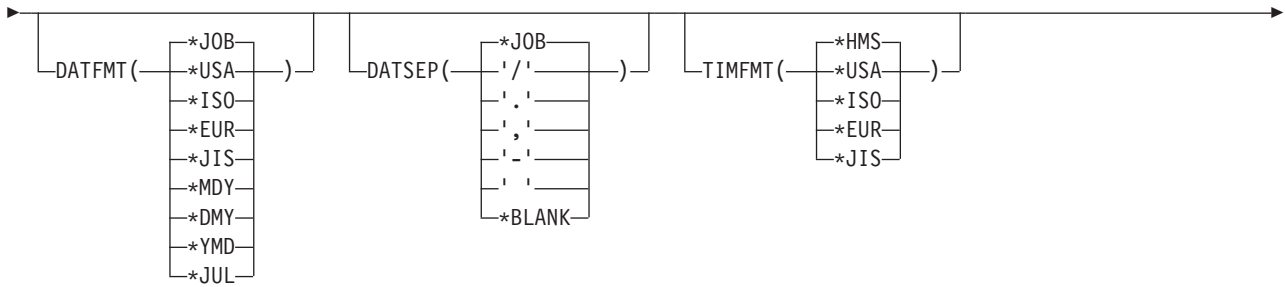 DATFMT( *JOB )
*USA
*ISO
*EUR
*JIS
*MDY
*DMY
*YMD
*JUL
DATSEP( *JOB )
'/'
'.'
','
'-'
' '
*BLANK
TIMFMT( *HMS )
*USA
*ISO
*EUR
*JIS